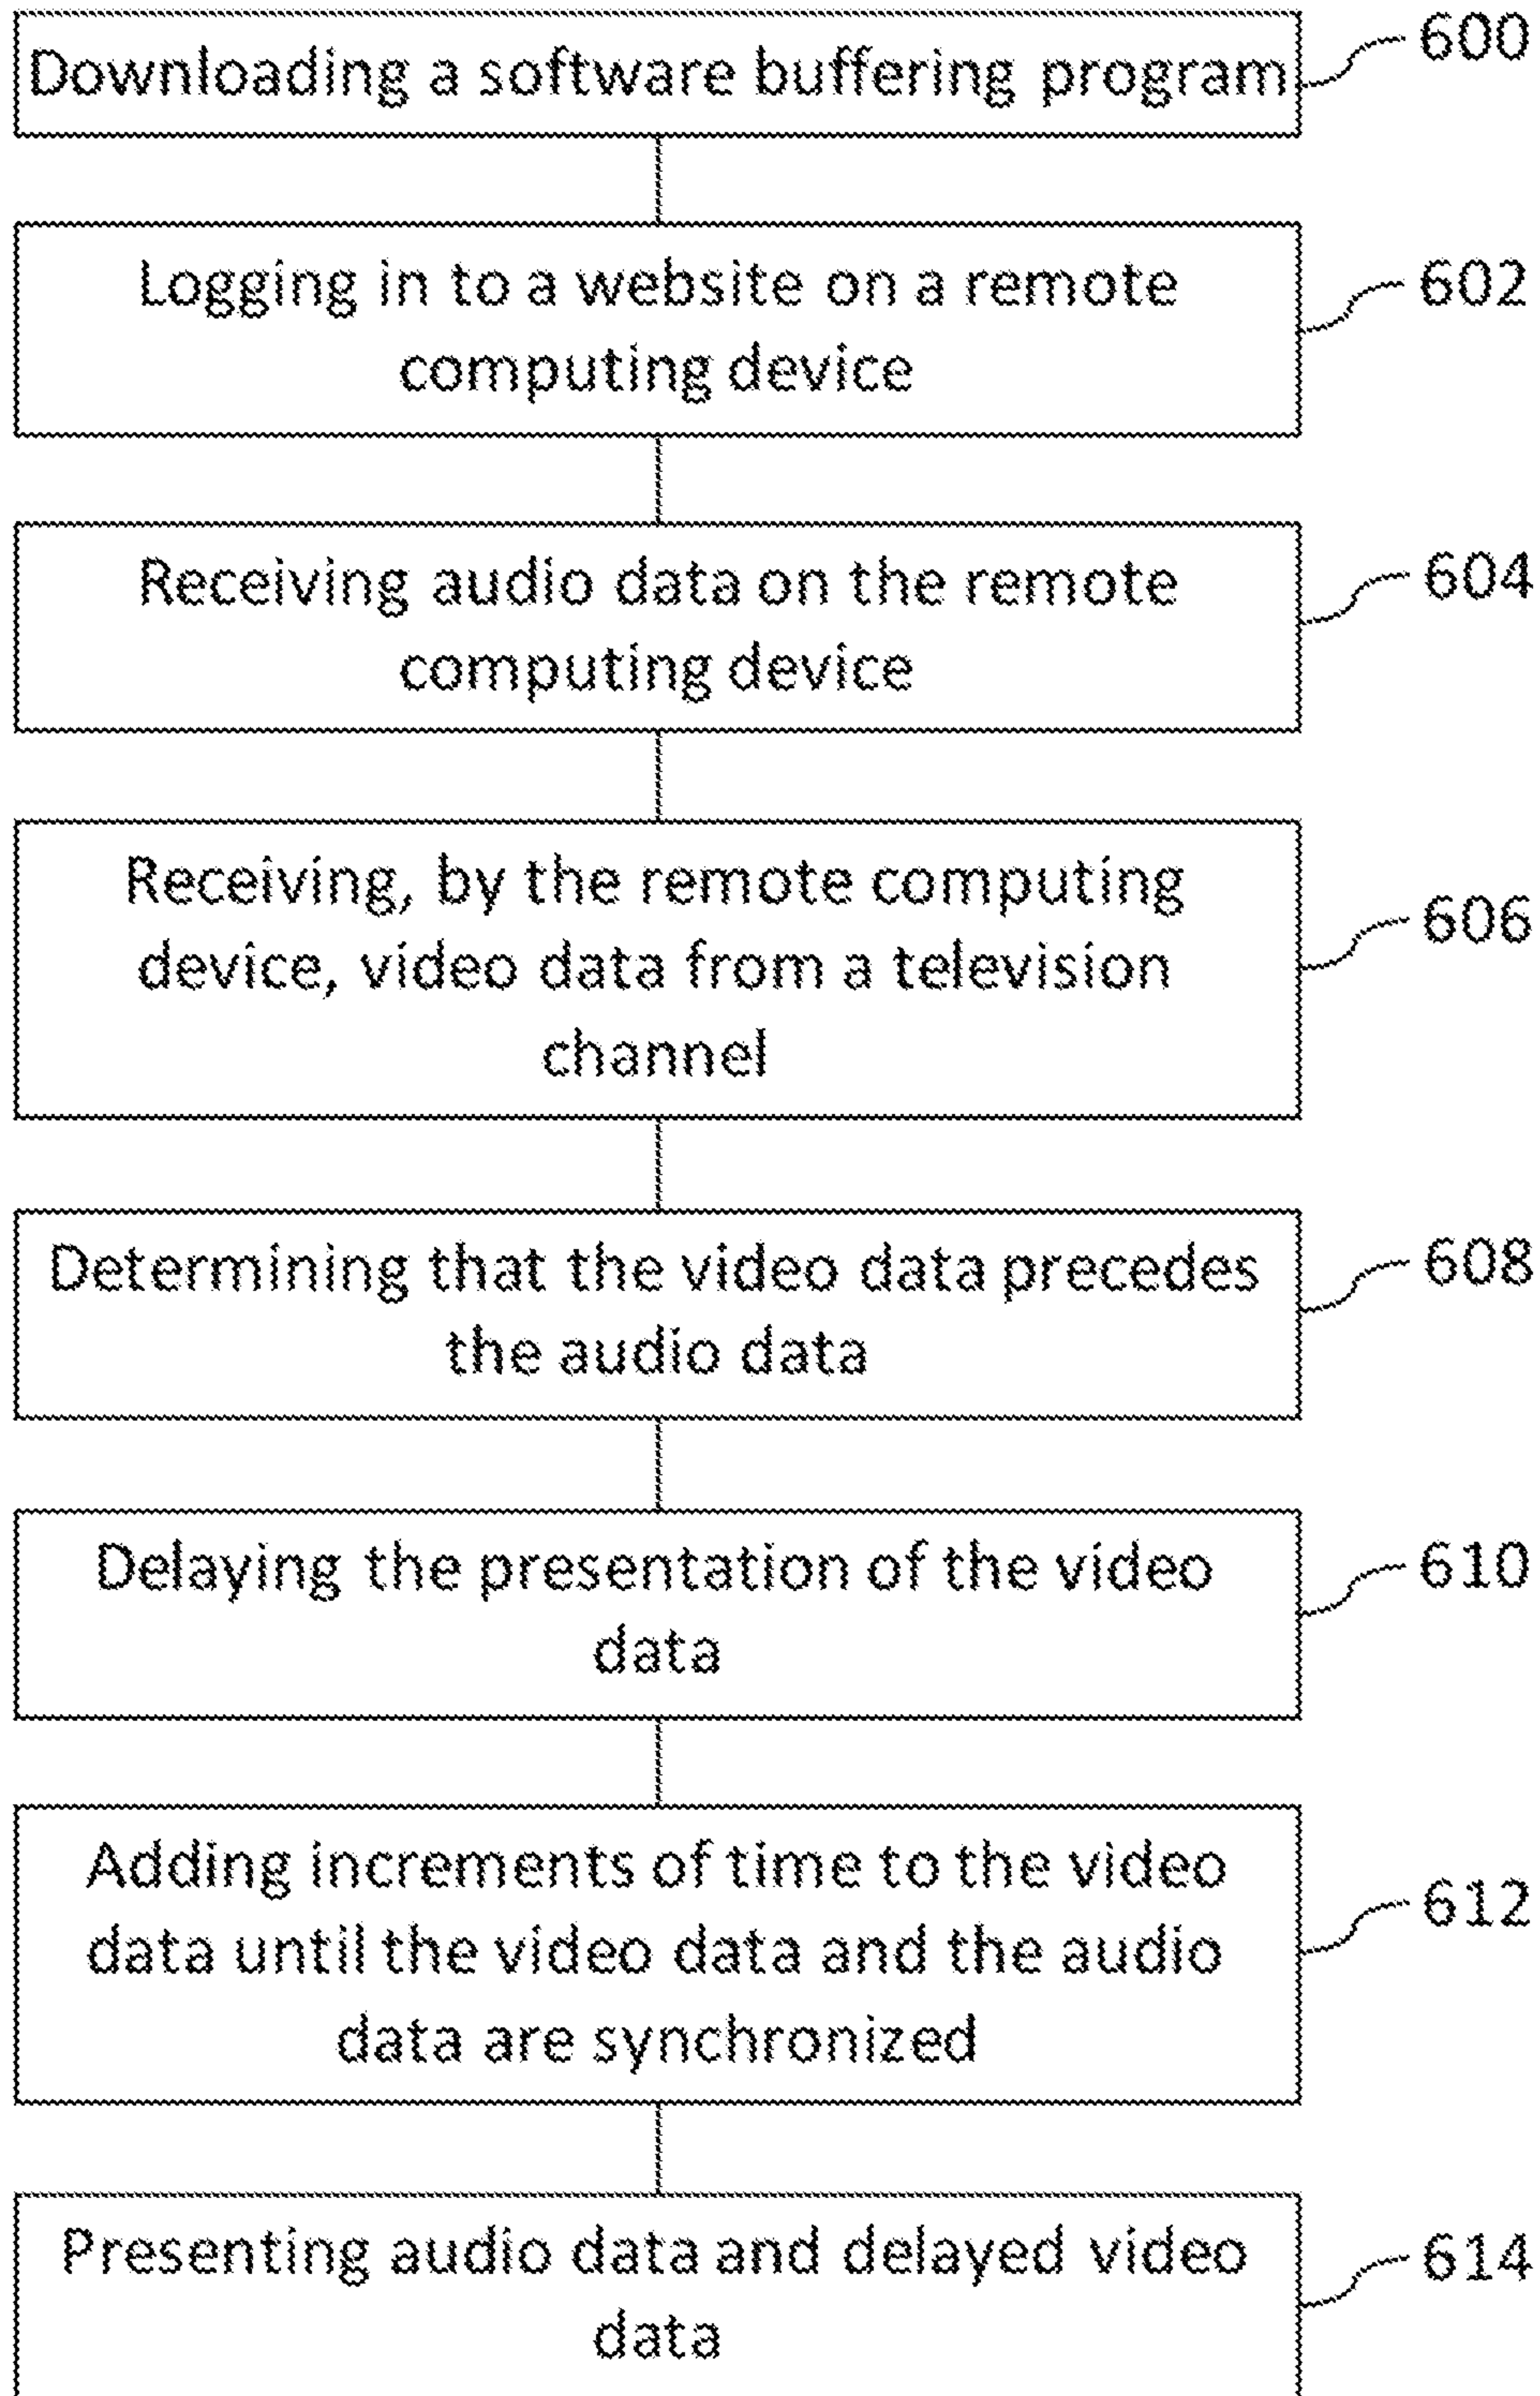 Downloading a software buffering program
600
Logging in to a website on a remote
computing device
602
Receiving audio data on the remote
computing device
604
Receiving, by the remote computing
device, video data from a television
channel
606
Determining that the video data precedes
the audio data
608
Delaying the presentation of the video
data
610
Adding increments of time to the video
data until the video data and the audio
data are synchronized
612
Presenting audio data and delayed video
data
614